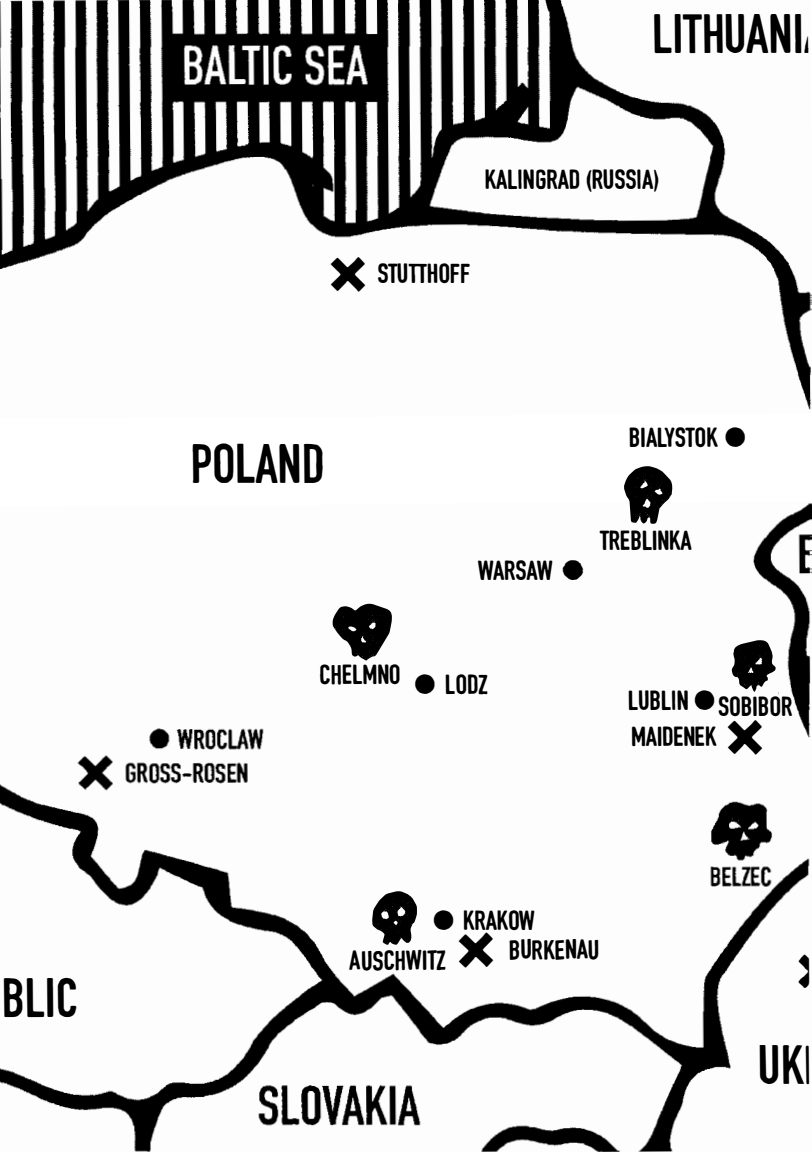 BALTIC SEA
LITHUANI
KALINGRAD (RUSSIA)
STUTTHOFF
BIALYSTOK
POLAND
TREBLINKA
WARSAW
CHELMNO
LODZ
LUBLIN
SOBIBOR
MAIDENEK
WROCLAW
GROSS-ROSEN
BELZEC
KRAKOW
AUSCHWITZ
BURKENAU
BLIC
UK
SLOVAKIA